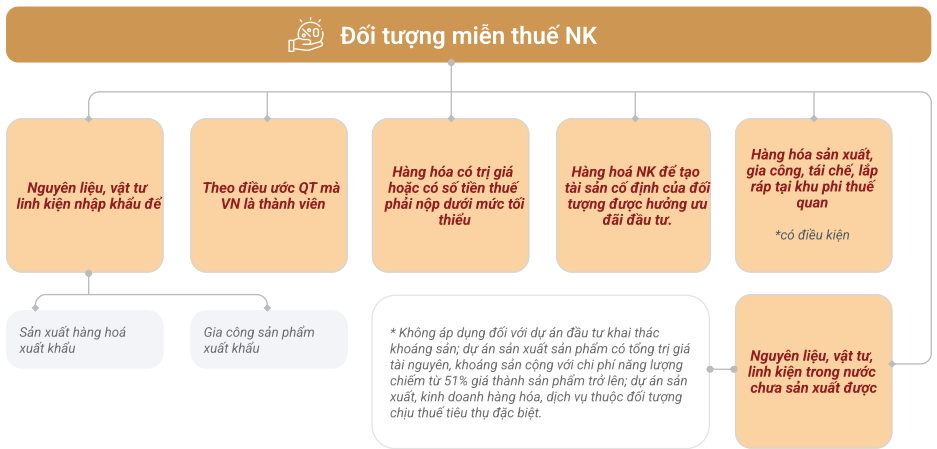 Đối tượng miễn thuế NK
Nguyên liệu, vật tư
linh kiện nhập khẩu để
Theo điều ước QT mà
VN là thành viên
Hàng hóa có trị giá
hoặc có số tiền thuế
phải nộp dưới mức tối
thiểu
Hàng hoá NK để tạo
tài sản cố định của đối
tượng được hưởng ưu
đãi đầu tư.
Hàng hóa sản xuất,
gia công, tái chế, lắp
ráp tại khu phi thuế
quan
*có điều kiện
Sản xuất hàng hoá
xuất khẩu
Gia công sản phẩm
xuất khẩu
* Không áp dụng đối với dự án đầu tư khai thác
khoáng sản; dự án sản xuất sản phẩm có tổng trị giá
tài nguyên, khoáng sản cộng với chi phí năng lượng
chiếm từ 51% giá thành sản phẩm trở lên; dự án sản
xuất, kinh doanh hàng hóa, dịch vụ thuộc đối tượng
chịu thuế tiêu thụ đặc biệt.
Nguyên liệu, vật tư,
linh kiện trong nước
chưa sản xuất được